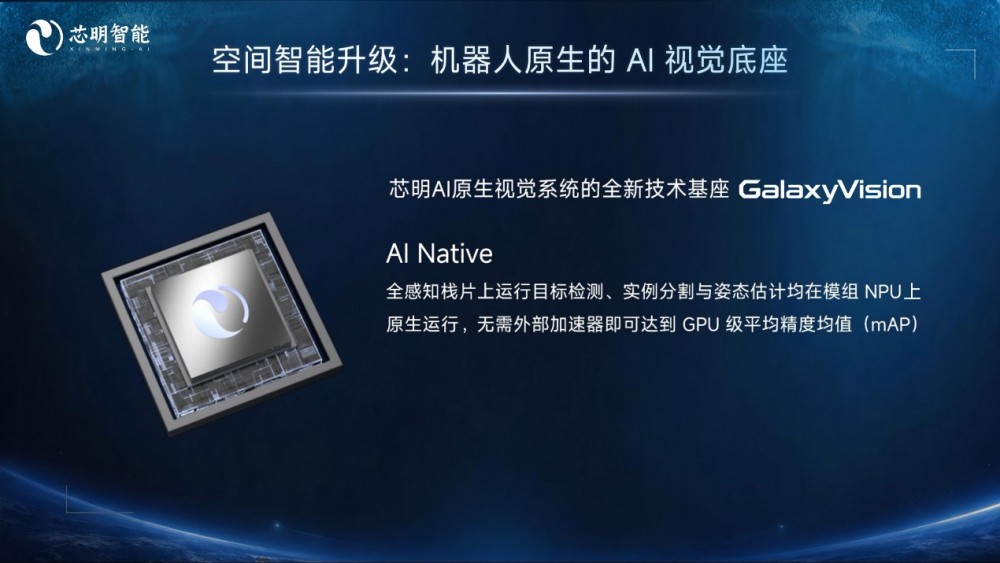 芯明智能
XINMING·AI
空间智能升级：机器人原生的 AI 视觉底座
芯明AI原生视觉系统的全新技术基座 GalaxyVision
AI Native
全感知栈片上运行目标检测、实例分割与姿态估计均在模组 NPU上
原生运行，无需外部加速器即可达到 GPU 级平均精度均值（mAP）